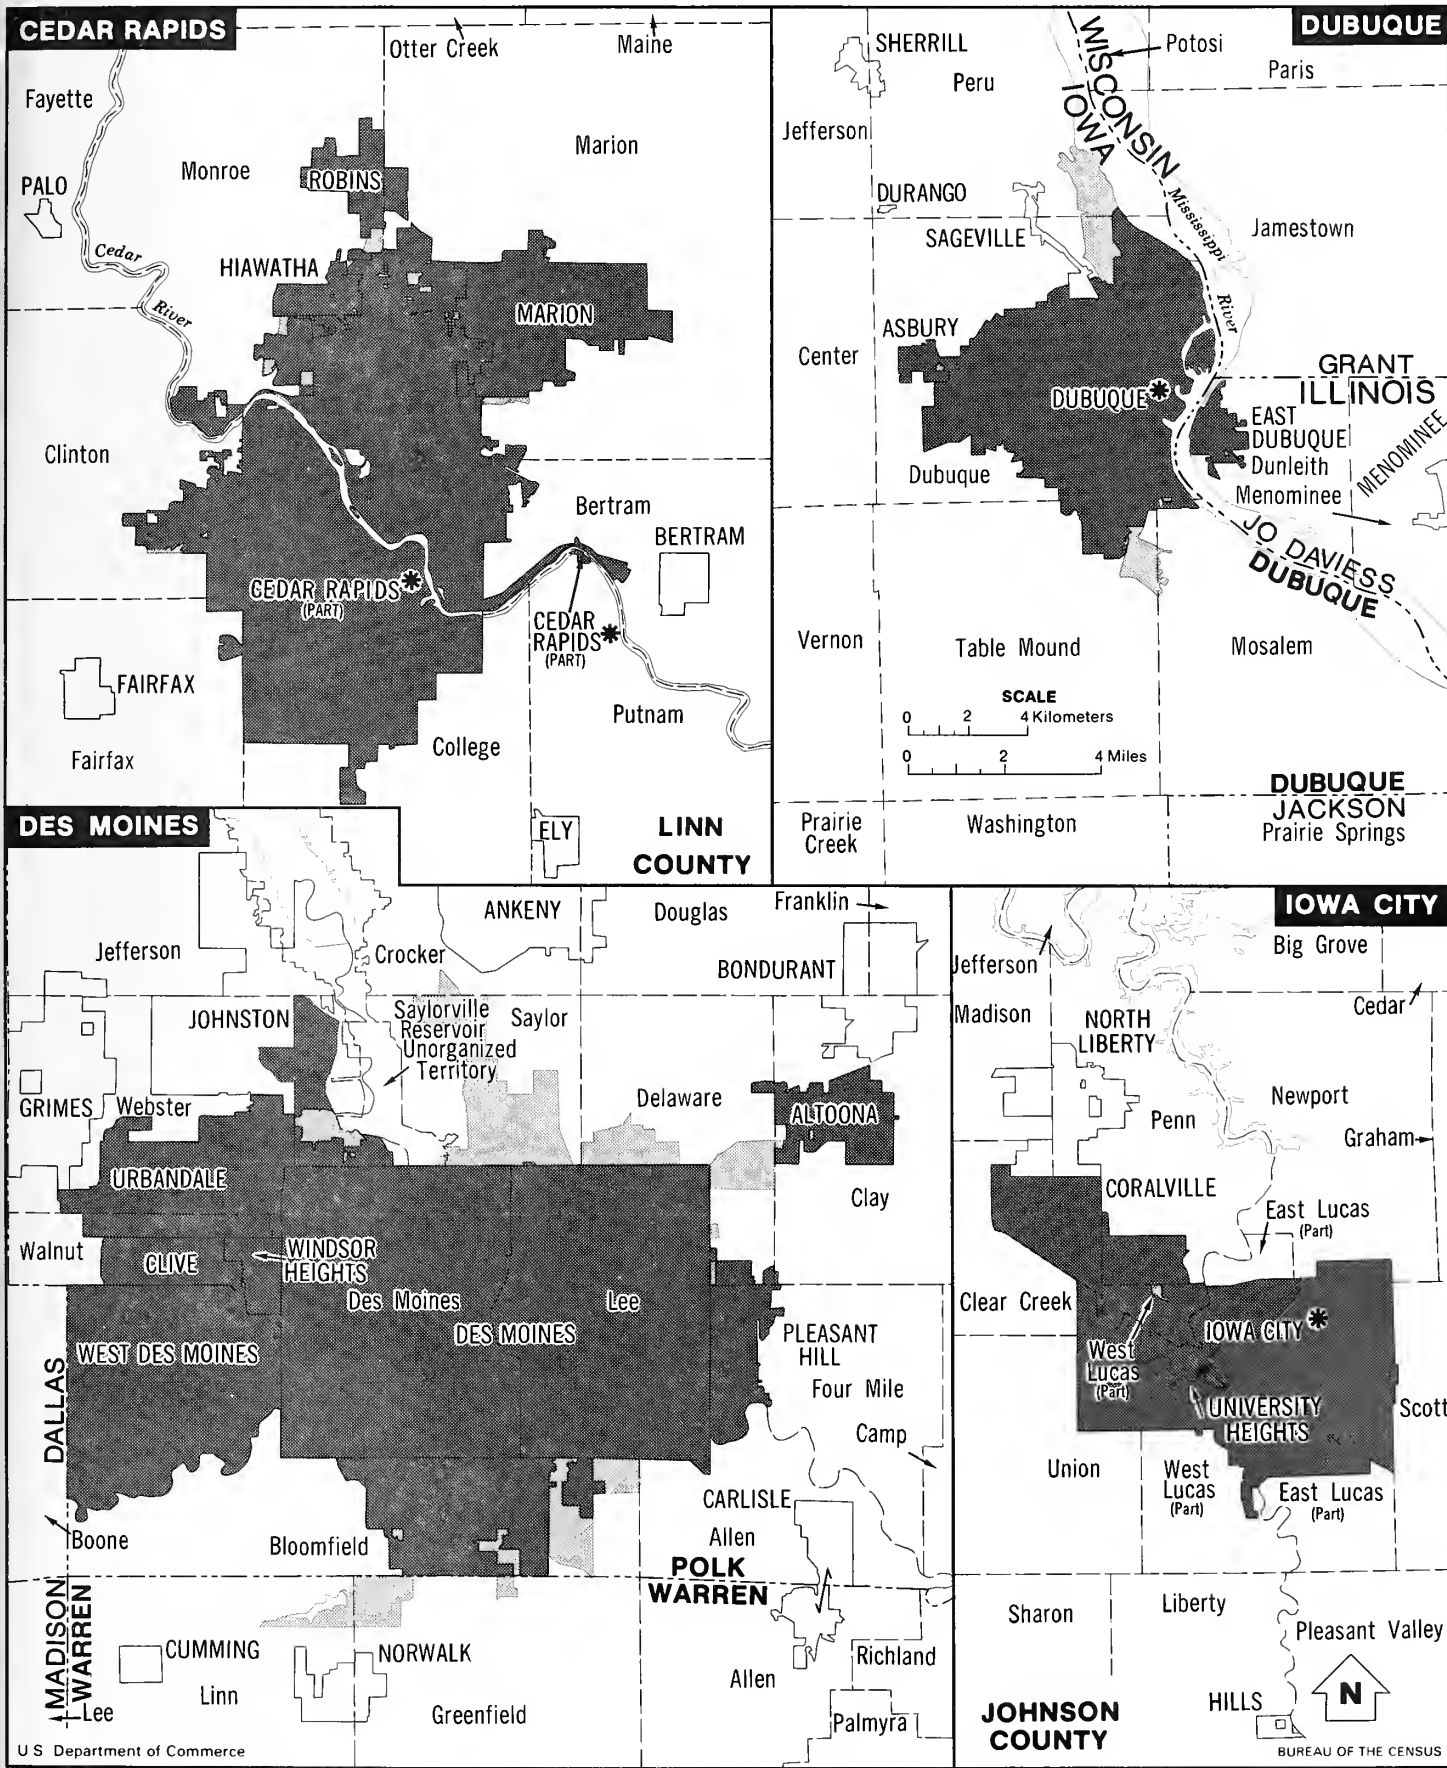 CEDAR RAPIDS
Otter Creek
Maine
Fayette
Monroe
Marion
ROBINS
PALO
Cedar
River
HIAWATHA
MARION
Clinton
Bertram
BERTRAM
CEDAR RAPIDS
(PART)
CEDAR
RAPIDS
(PART)
FAIRFAX
Putnam
Fairfax
College
ELY
LINN
COUNTY
DUBUQUE
SHERRILL
Peru
WISCONSIN
IOWA
Potosi
Paris
Jefferson
DURANGO
SAGEVILLE
Mississippi
River
Jamestown
ASBURY
Center
GRANT
ILLINOIS
DUBUQUE
EAST
DUBUQUE
Dunleith
Menominee
MENOMINEE
Dubuque
JO DAVIESS
DUBUQUE
Vernon
Table Mound
Mosalem
SCALE
0 2 4 Kilometers
0 2 4 Miles
DUBUQUE
JACKSON
Prairie Springs
Prairie
Creek
Washington
DES MOINES
ANKENY
Douglas
Franklin
Jefferson
Crocker
BONDURANT
JOHNSTON
Saylorville
Reservoir
Unorganized
Territory
Saylor
GRIMES
Webster
Delaware
ALTOONA
URBANDALE
Clay
Walnut
CLIVE
WINDSOR
HEIGHTS
Des Moines
Lee
DES MOINES
WEST DES MOINES
PLEASANT
HILL
Four Mile
Camp
DALLAS
Boone
Bloomfield
CARLISLE
Allen
POLK
WARREN
MADISON
WARREN
CUMMING
NORWALK
Linn
Greenfield
Allen
Richland
Palmyra
Lee
U S Department of Commerce
IOWA CITY
Big Grove
Jefferson
Cedar
Madison
NORTH
LIBERTY
Penn
Newport
Graham
CORALVILLE
East Lucas
(Part)
Clear Creek
West
Lucas
(Part)
IOWA CITY
UNIVERSITY
HEIGHTS
Scott
Union
West
Lucas
(Part)
East Lucas
(Part)
Sharon
Liberty
Pleasant Valley
N
HILLS
JOHNSON
COUNTY
BUREAU OF THE CENSUS